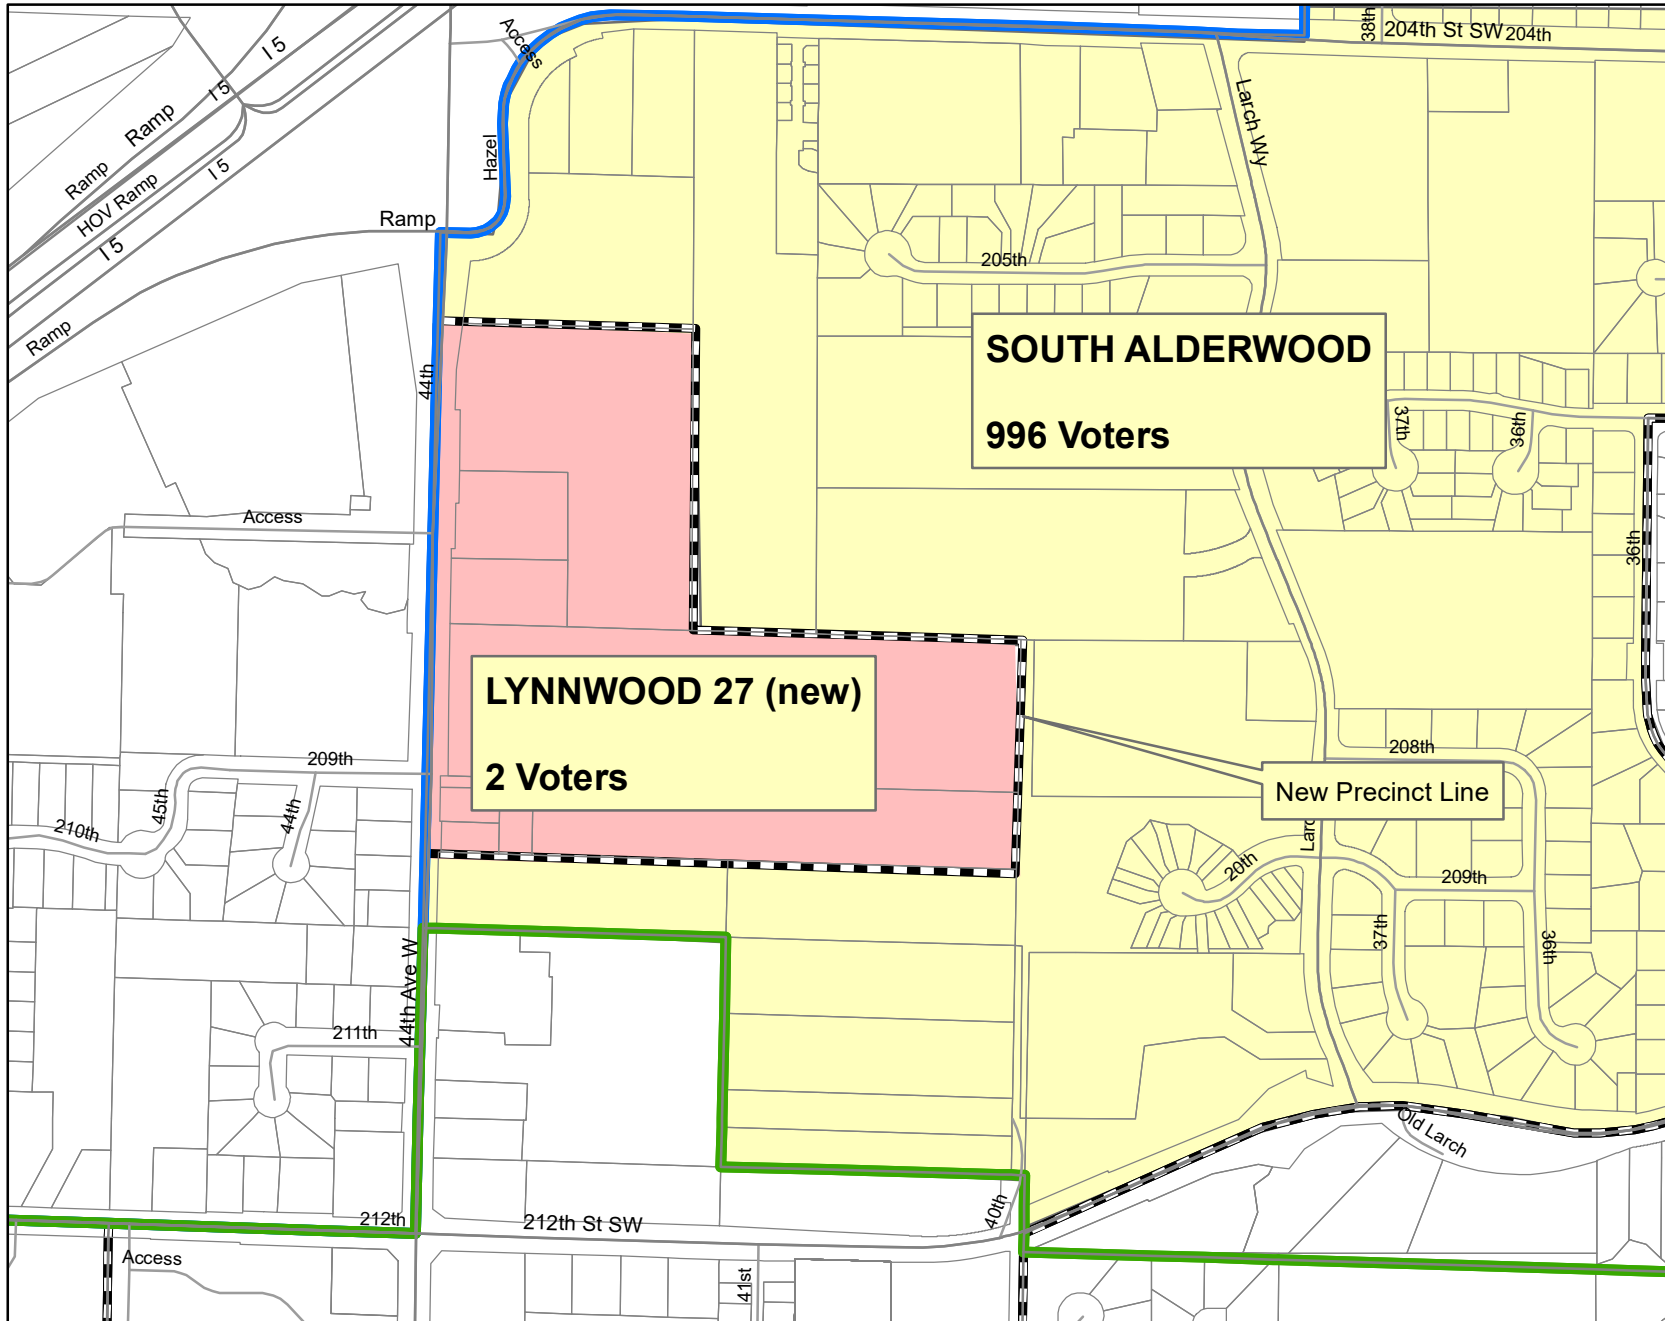 I 5
Access
38th
204th St SW
204th
Ramp
I 5
Larch Wy
Hazel
Ramp
HOV Ramp
I 5
I 5
Ramp
205th
Ramp
SOUTH ALDERWOOD
996 Voters
44th
37th
36th
Access
36th
LYNNWOOD 27 (new)
2 Voters
209th
208th
New Precinct Line
45th
44th
210th
Larc
20th
209th
37th
36th
44th Ave W
211th
Old Larch
212th
212th St SW
40th
Access
41st